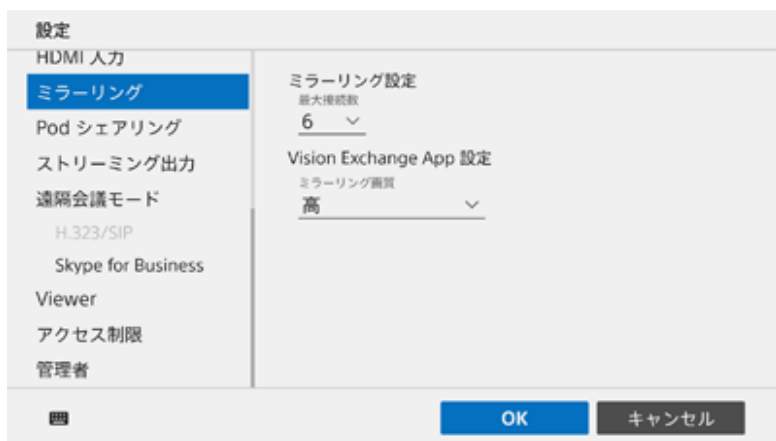 設定
HDMI 入力
ミラーリング
Pod シェアリング
ストリーミング出力
遠隔会議モード
H.323/SIP
Skype for Business
Viewer
アクセス制限
管理者
ミラーリング設定
最大接続数
6
Vision Exchange App 設定
ミラーリング画質
高
OK
キャンセル